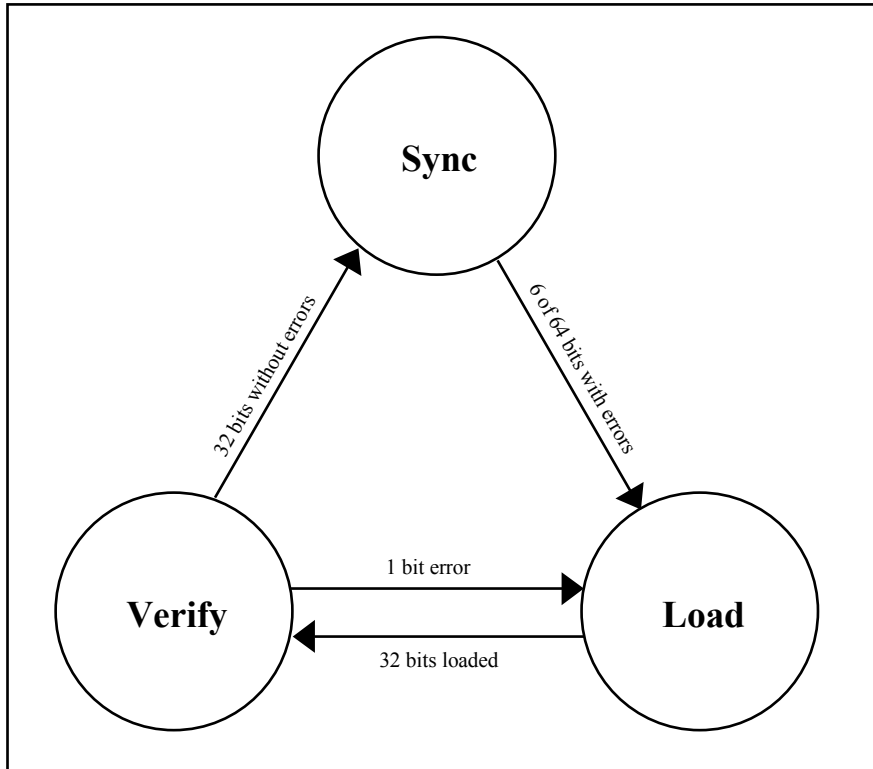 Sync
32 bits without errors
6 of 64 bits with errors
1 bit error
Verify
Load
32 bits loaded